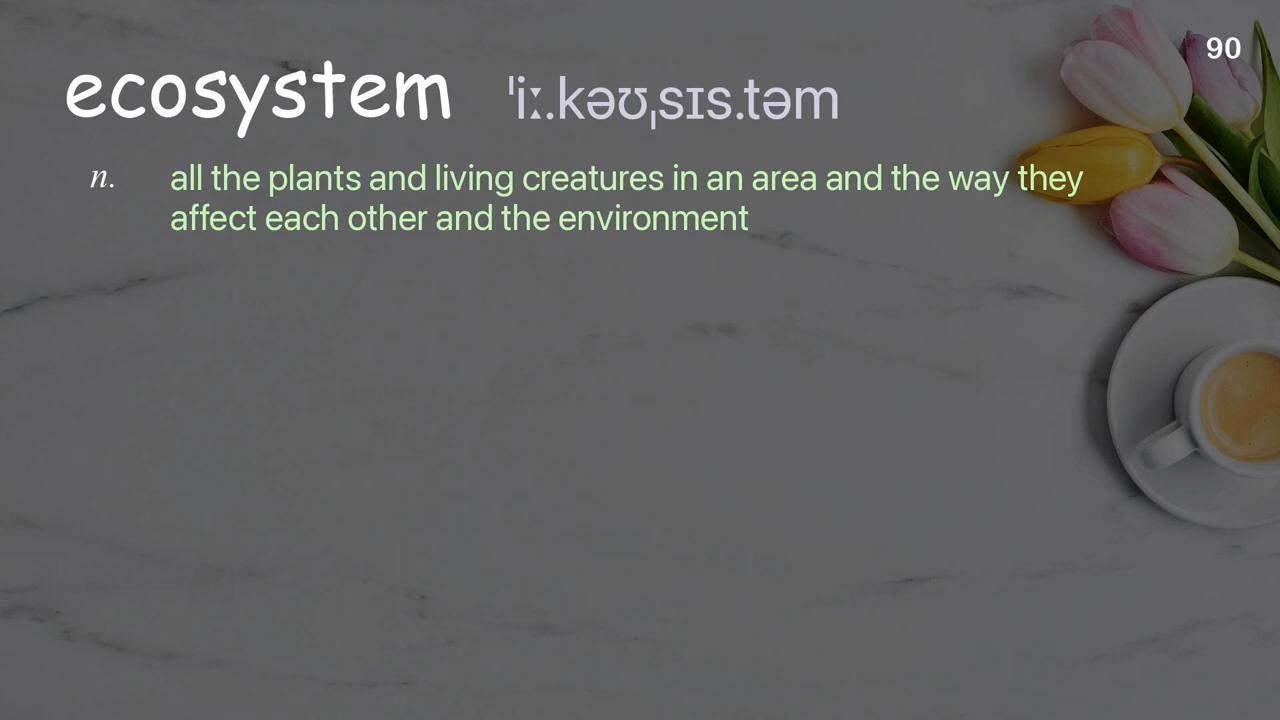 90
ecosystem ˈiː.kəʊˌsɪs.təm
n. all the plants and living creatures in an area and the way they
affect each other and the environment